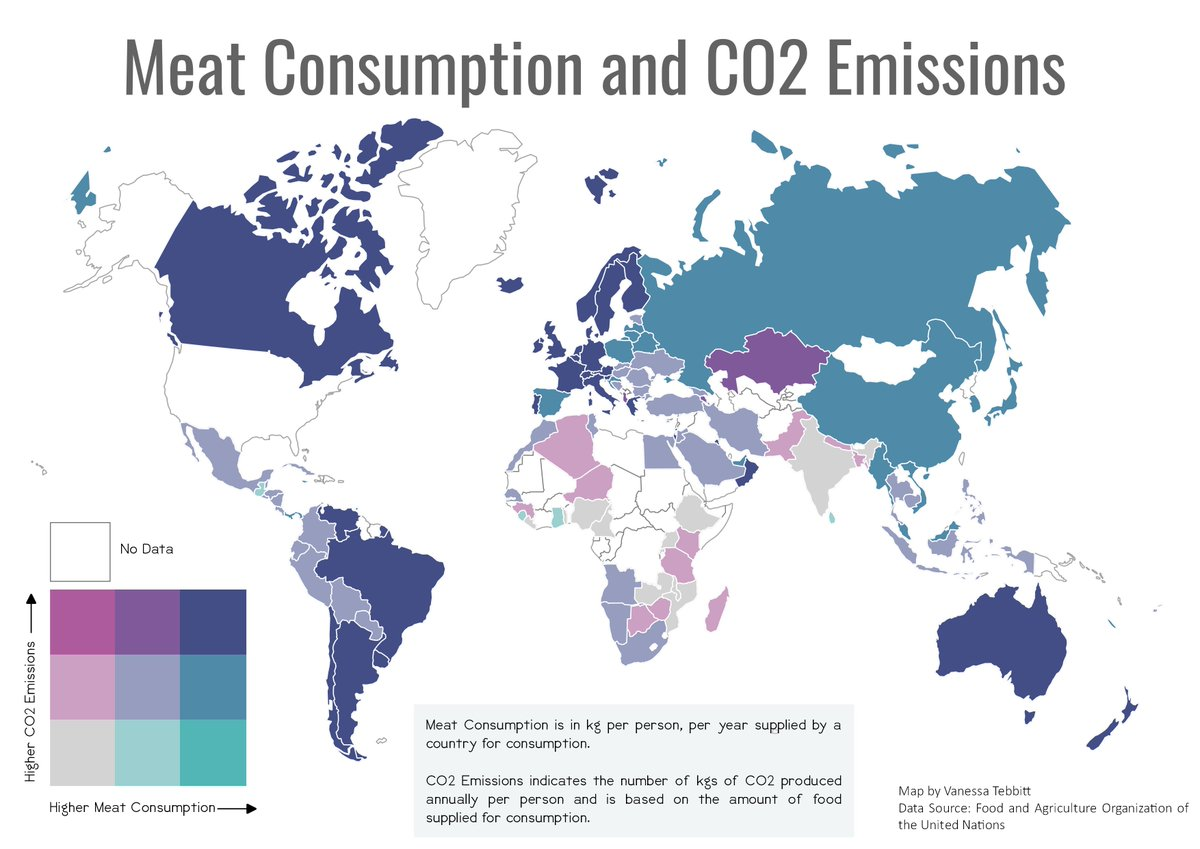 Meat Consumption and CO2 Emissions
No Data
Higher CO2 Emissions
Higher Meat Consumption
Meat Consumption is in kg per person, per year supplied by a
country for consumption.
CO2 Emissions indicates the number of kgs of CO2 produced
annually per person and is based on the amount of food
supplied for consumption.
Map by Vanessa Tebbitt
Data Source: Food and Agriculture Organization of
the United Nations